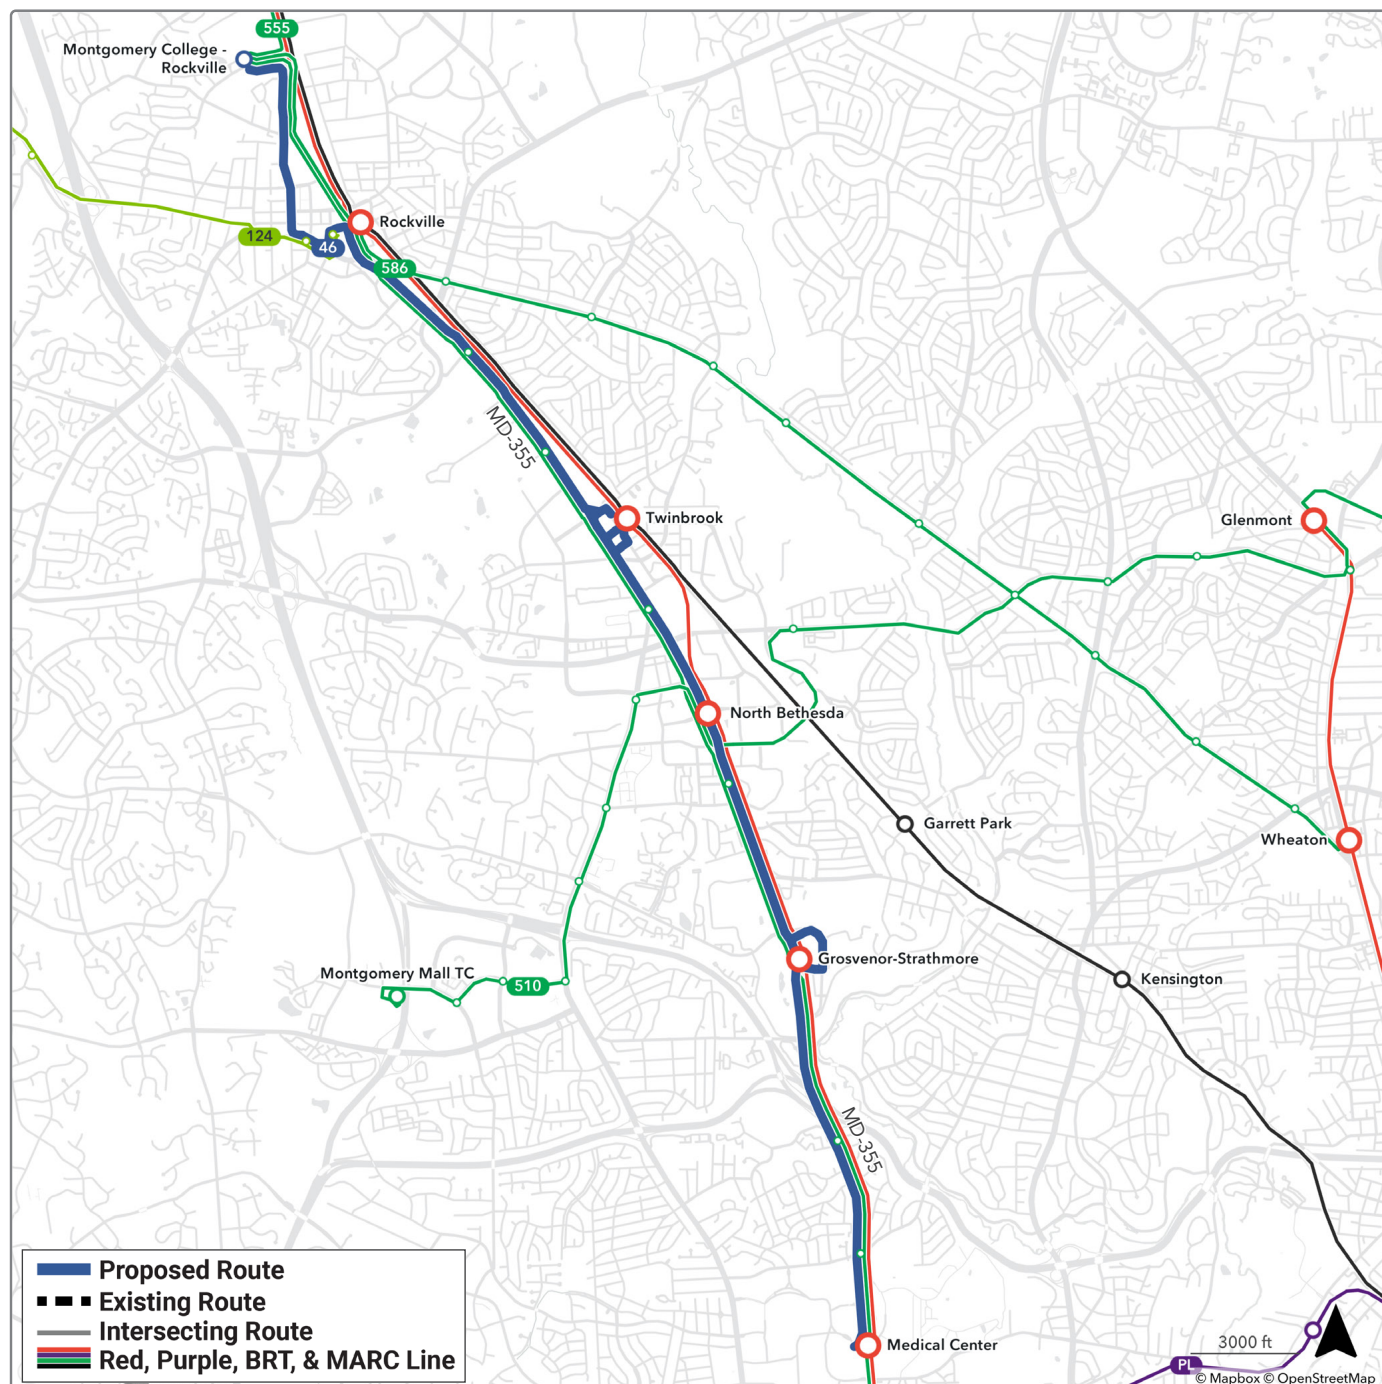 555
Montgomery College -
Rockville
Rockville
124
46
586
MD-355
Twinbrook
Glenmont
North Bethesda
Garrett Park
Wheaton
Grosvenor-Strathmore
Montgomery Mall TC
510
Kensington
MD-355
Proposed Route
Existing Route
Intersecting Route
Red, Purple, BRT, & MARC Line
Medical Center
3000 ft
PL
© Mapbox © OpenStreetMap